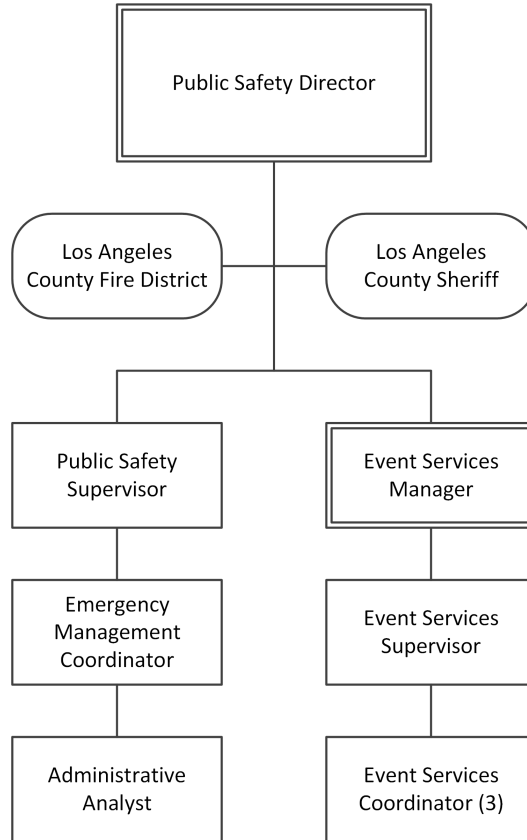 Public Safety Director
Los Angeles
County Fire District
Los Angeles
County Sheriff
Public Safety
Supervisor
Event Services
Manager
Emergency
Management
Coordinator
Event Services
Supervisor
Administrative
Analyst
Event Services
Coordinator (3)